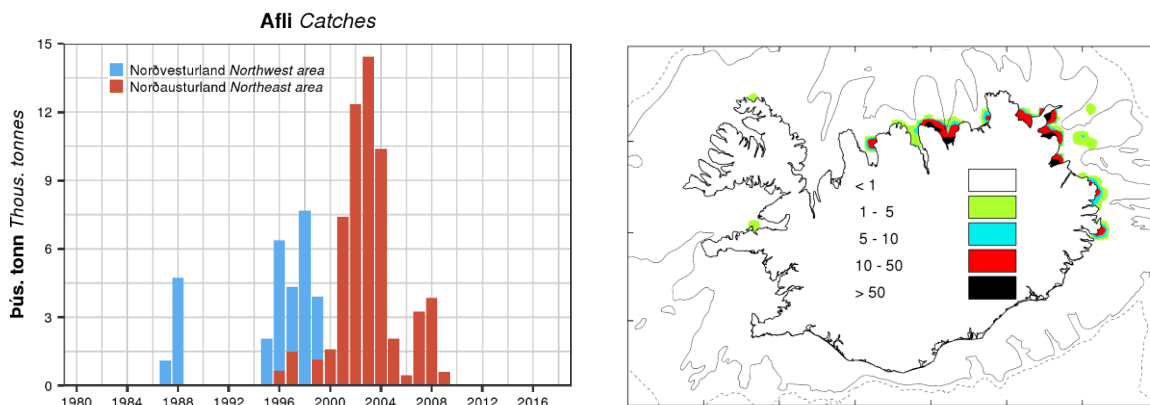 Afli Catches
Þús. tonn Thous. tonnes
15
12
9
6
3
0
Norðvesturland Northwest area
Norðausturland Northeast area
1980 1984 1988 1992 1996 2000 2004 2008 2012 2016
< 1
1 - 5
5 - 10
10 - 50
> 50